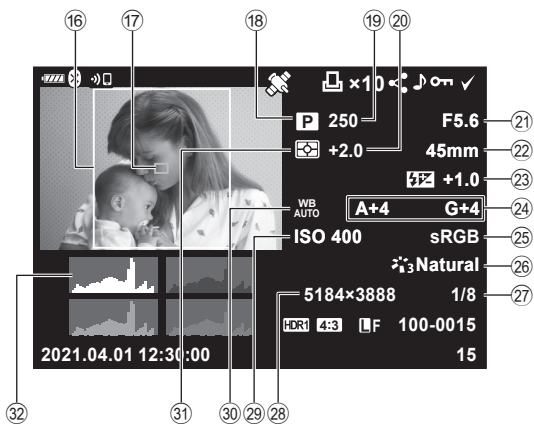 ⑯ ⑰ ⑱ ⑲ ⑳
×10
P 250 F5.6 ㉑
+2.0 45mm ㉒
+1.0 ㉓
WB AUTO A+4 G+4 ㉔
ISO 400 sRGB ㉕
3 Natural ㉖
5184×3888 1/8 ㉗
HDR1 4:3 L F 100-0015
2021.04.01 12:30:00 15
㉜ ㉛ ㉚ ㉙ ㉘